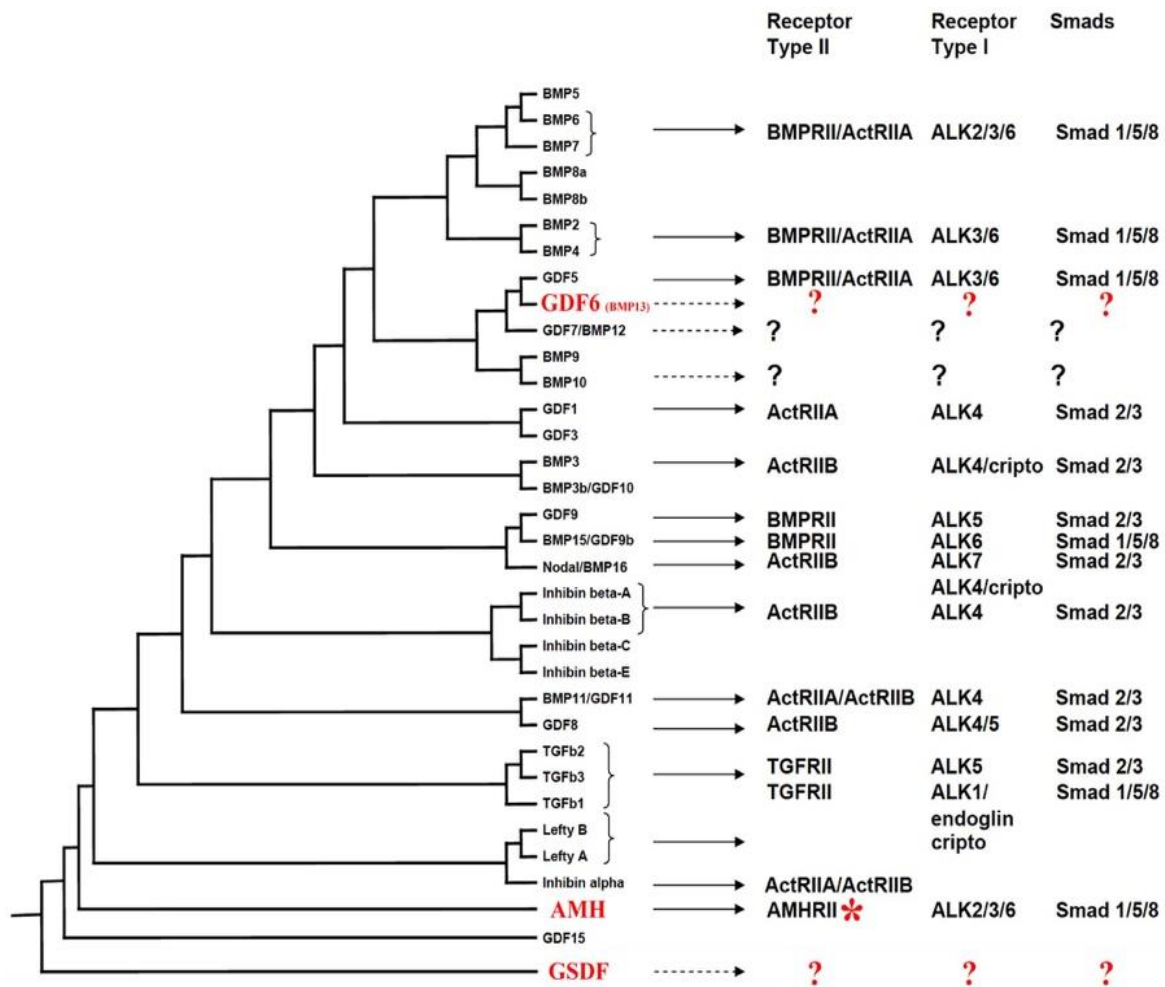 Receptor Type II Receptor Type I Smads
BMP5
BMP6
BMP7
BMPRII/ActRIIA ALK2/3/6 Smad 1/5/8
BMP8a
BMP8b
BMP2
BMP4
BMPRII/ActRIIA ALK3/6 Smad 1/5/8
GDF5 BMPRII/ActRIIA ALK3/6 Smad 1/5/8
GDF6 (BMP13) ? ? ?
GDF7/BMP12 ? ? ?
BMP9
BMP10 ? ? ?
GDF1 ActRIIA ALK4 Smad 2/3
GDF3
BMP3 ActRIIB ALK4/cripto Smad 2/3
BMP3b/GDF10
GDF9 BMPRII ALK5 Smad 2/3
BMP15/GDF9b BMPRII ALK6 Smad 1/5/8
Nodal/BMP16 ActRIIB ALK7 Smad 2/3
ALK4/cripto
Inhibin beta-A
Inhibin beta-B ActRIIB ALK4 Smad 2/3
Inhibin beta-C
Inhibin beta-E
BMP11/GDF11 ActRIIA/ActRIIB ALK4 Smad 2/3
GDF8 ActRIIB ALK4/5 Smad 2/3
TGFb2
TGFb3 TGFRII ALK5 Smad 2/3
TGFb1 TGFRII ALK1/ Smad 1/5/8
endoglin
Lefty B cripto
Lefty A
Inhibin alpha ActRIIA/ActRIIB
AMH AMHRII* ALK2/3/6 Smad 1/5/8
GDF15
GSDF ? ? ?